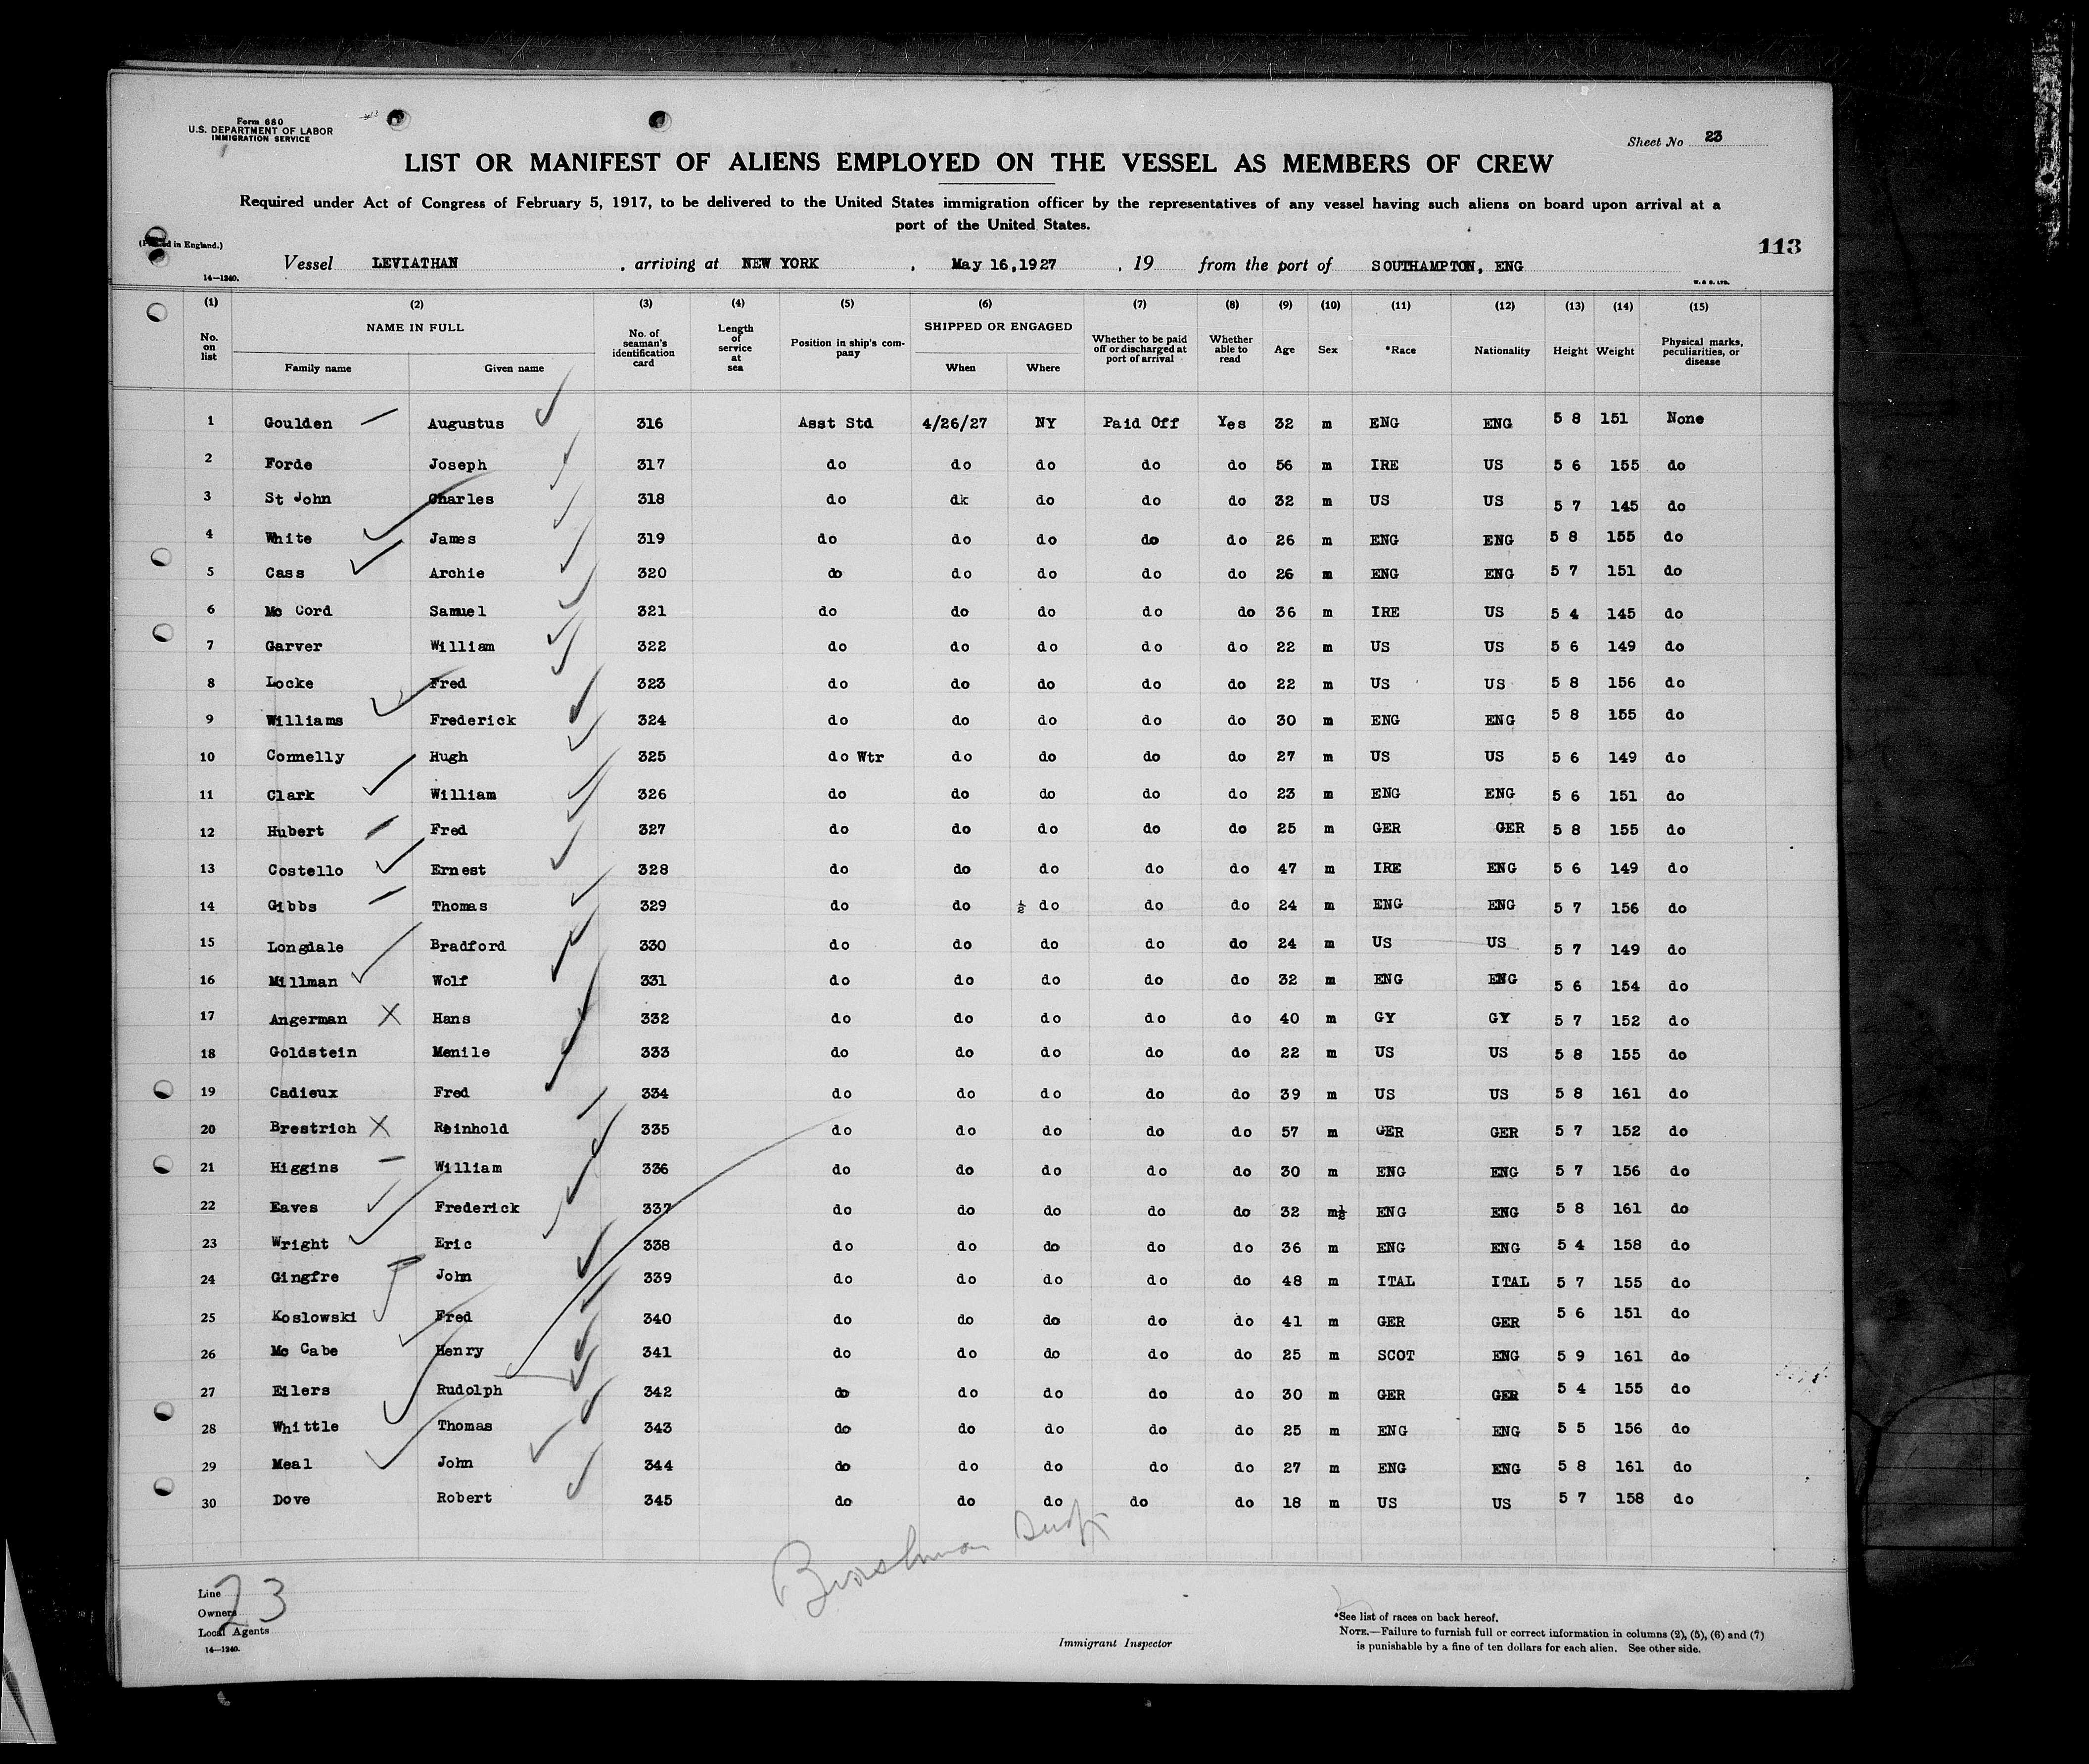 Form 680
U.S. DEPARTMENT OF LABOR
IMMIGRATION SERVICE
Sheet No 23
LIST OR MANIFEST OF ALIENS EMPLOYED ON THE VESSEL AS MEMBERS OF CREW
Required under Act of Congress of February 5, 1917, to be delivered to the United States immigration officer by the representatives of any vessel having such aliens on board upon arrival at a
port of the United States.
113
(Printed in England.)
Vessel LEVIATHAN , arriving at NEW YORK , May 16,1927 , 19 from the port of SOUTHAMPTON, ENG
14—1240.
W. & S. LTD.
(1) (2) (3) (4) (5) (6) (7) (8) (9) (10) (11) (12) (13) (14) (15)
No. on list NAME IN FULL Family name Given name No. of seaman's identification card Length of service at sea Position in ship's company SHIPPED OR ENGAGED When Where Whether to be paid off or discharged at port of arrival Whether able to read Age Sex *Race Nationality Height Weight Physical marks, peculiarities, or disease
1 Goulden Augustus 316 Asst Std 4/26/27 NY Paid Off Yes 32 m ENG ENG 5 8 151 None
2 Forde Joseph 317 do do do do do 56 m IRE US 5 6 155 do
3 St John Charles 318 do dk do do do 32 m US US 5 7 145 do
4 White James 319 do do do do do 26 m ENG ENG 5 8 155 do
5 Cass Archie 320 do do do do do 26 m ENG ENG 5 7 151 do
6 Mc Cord Samuel 321 do do do do do 36 m IRE US 5 4 145 do
7 Garver William 322 do do do do do 22 m US US 5 6 149 do
8 Locke Fred 323 do do do do do 22 m US US 5 8 156 do
9 Williams Frederick 324 do do do do do 30 m ENG ENG 5 8 155 do
10 Connelly Hugh 325 do Wtr do do do do 27 m US US 5 6 149 do
11 Clark William 326 do do do do do 23 m ENG ENG 5 6 151 do
12 Hubert Fred 327 do do do do do 25 m GER GER 5 8 155 do
13 Costello Ernest 328 do do do do do 47 m IRE ENG 5 6 149 do
14 Gibbs Thomas 329 do do ½ do do do 24 m ENG ENG 5 7 156 do
15 Longdale Bradford 330 do do do do do 24 m US US 5 7 149 do
16 Millman Wolf 331 do do do do do 32 m ENG ENG 5 6 154 do
17 Angerman X Hans 332 do do do do do 40 m GY GY 5 7 152 do
18 Goldstein Menile 333 do do do do do 22 m US US 5 8 155 do
19 Cadieux Fred 334 do do do do do 39 m US US 5 8 161 do
20 Brestrich X Reinhold 335 do do do do do 57 m GER GER 5 7 152 do
21 Higgins William 336 do do do do do 30 m ENG ENG 5 7 156 do
22 Eaves Frederick 337 do do do do do 32 m½ ENG ENG 5 8 161 do
23 Wright Eric 338 do do do do do 36 m ENG ENG 5 4 158 do
24 Gingfre John 339 do do do do do 48 m ITAL ITAL 5 7 155 do
25 Koslowski Fred 340 do do do do do 41 m GER GER 5 6 151 do
26 Mc Cabe Henry 341 do do do do do 25 m SCOT ENG 5 9 161 do
27 Eilers Rudolph 342 do do do do do 30 m GER GER 5 4 155 do
28 Whittle Thomas 343 do do do do do 25 m ENG ENG 5 5 156 do
29 Meal John 344 do do do do do 27 m ENG ENG 5 8 161 do
30 Dove Robert 345 do do do do do 18 m US US 5 7 158 do
Line
Owners
Local Agents
23
14—1240.
Immigrant Inspector
*See list of races on back hereof.
NOTE.—Failure to furnish full or correct information in columns (2), (5), (6) and (7)
is punishable by a fine of ten dollars for each alien. See other side.